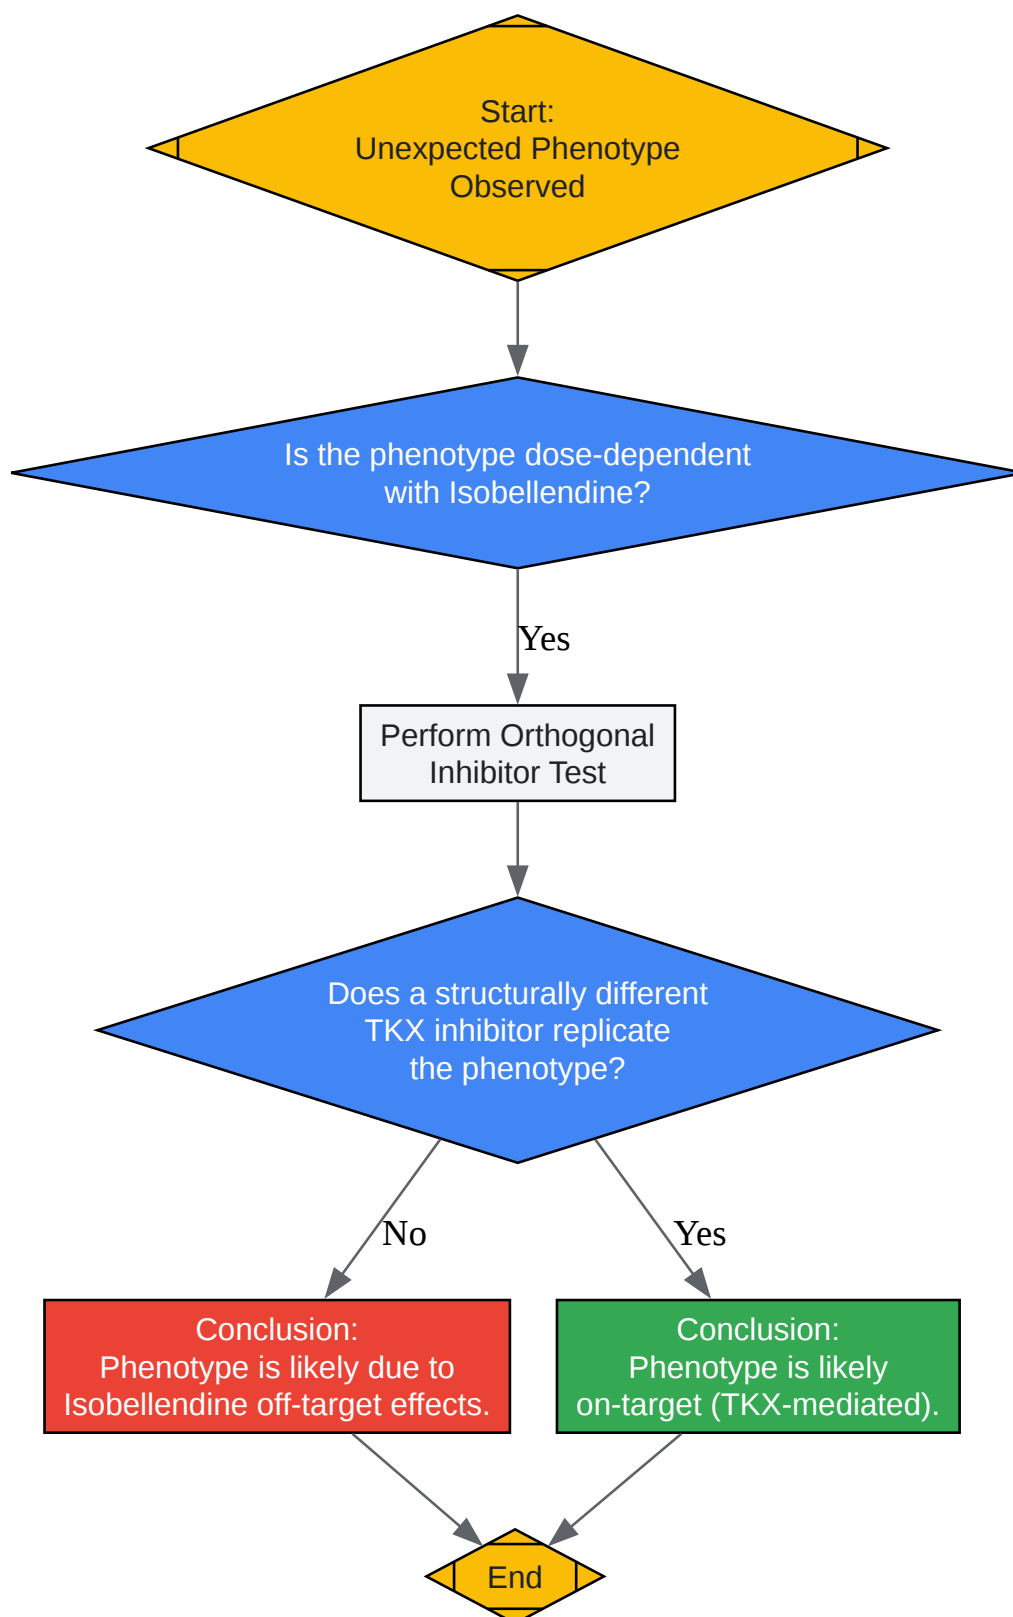 Start:
Unexpected Phenotype
Observed
Is the phenotype dose-dependent
with Isobellendine?
Yes
Perform Orthogonal
Inhibitor Test
Does a structurally different
TKX inhibitor replicate
the phenotype?
No
Yes
Conclusion:
Phenotype is likely due to
Isobellendine off-target effects.
Conclusion:
Phenotype is likely
on-target (TKX-mediated).
End